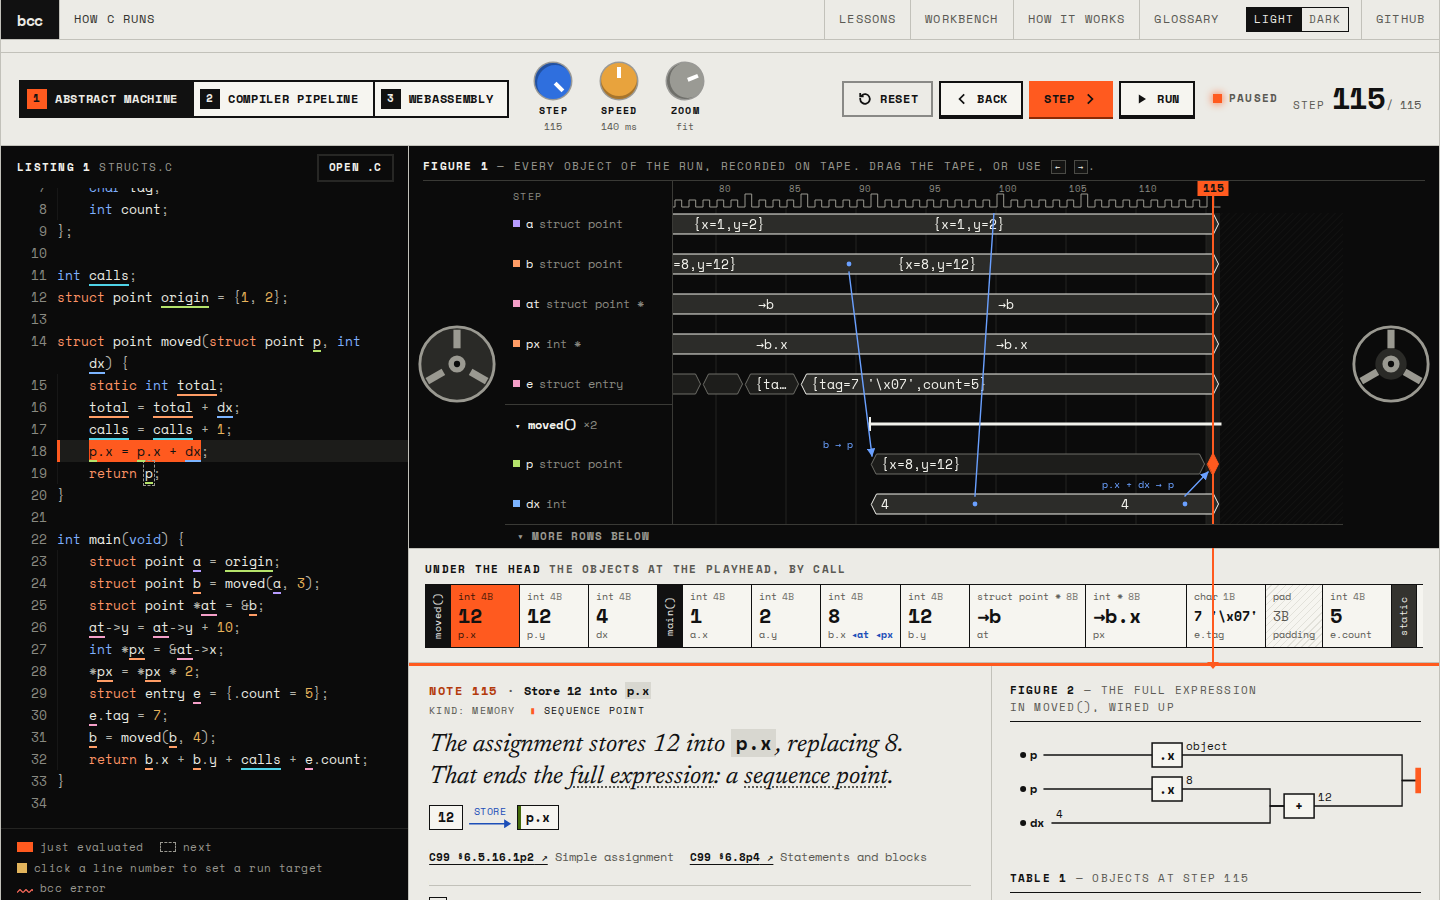 bcc HOW C RUNS LESSONS WORKBENCH HOW IT WORKS GLOSSARY LIGHT DARK GITHUB
1 ABSTRACT MACHINE 2 COMPILER PIPELINE 3 WEBASSEMBLY
STEP SPEED ZOOM
115 140 ms fit
RESET BACK STEP RUN PAUSED STEP 115 / 115
LISTING 1 STRUCTS.C OPEN .C
7 char tag;
8 int count;
9 };
10
11 int calls;
12 struct point origin = {1, 2};
13
14 struct point moved(struct point p, int
dx) {
15 static int total;
16 total = total + dx;
17 calls = calls + 1;
18 p.x = p.x + dx;
19 return p;
20 }
21
22 int main(void) {
23 struct point a = origin;
24 struct point b = moved(a, 3);
25 struct point *at = &b;
26 at->y = at->y + 10;
27 int *px = &at->x;
28 *px = *px * 2;
29 struct entry e = {.count = 5};
30 e.tag = 7;
31 b = moved(b, 4);
32 return b.x + b.y + calls + e.count;
33 }
34
just evaluated next
click a line number to set a run target
bcc error
FIGURE 1 — EVERY OBJECT OF THE RUN, RECORDED ON TAPE. DRAG THE TAPE, OR USE ← →.
STEP 80 85 90 95 100 105 110 115
a struct point {x=1,y=2} {x=1,y=2}
b struct point =8,y=12} {x=8,y=12}
at struct point * →b →b
px int * →b.x →b.x
e struct entry {ta… {tag=7 '\x07',count=5}
▾ moved() ×2
b → p
p struct point {x=8,y=12}
p.x + dx → p
dx int 4 4
▾ MORE ROWS BELOW
UNDER THE HEAD THE OBJECTS AT THE PLAYHEAD, BY CALL
moved()
int 4B
12
p.x
int 4B
12
p.y
int 4B
4
dx
main()
int 4B
1
a.x
int 4B
2
a.y
int 4B
8
b.x ◂at ◂px
int 4B
12
b.y
struct point * 8B
→b
at
int * 8B
→b.x
px
char 1B
7 '\x07'
e.tag
pad
3B
padding
int 4B
5
e.count
static
NOTE 115 · Store 12 into p.x
KIND: MEMORY SEQUENCE POINT
The assignment stores 12 into p.x, replacing 8.
That ends the full expression: a sequence point.
12 STORE p.x
C99 §6.5.16.1p2 ↗ Simple assignment C99 §6.8p4 ↗ Statements and blocks
FIGURE 2 — THE FULL EXPRESSION
IN MOVED(), WIRED UP
p .x object
p .x 8
+ 12
dx 4
TABLE 1 — OBJECTS AT STEP 115